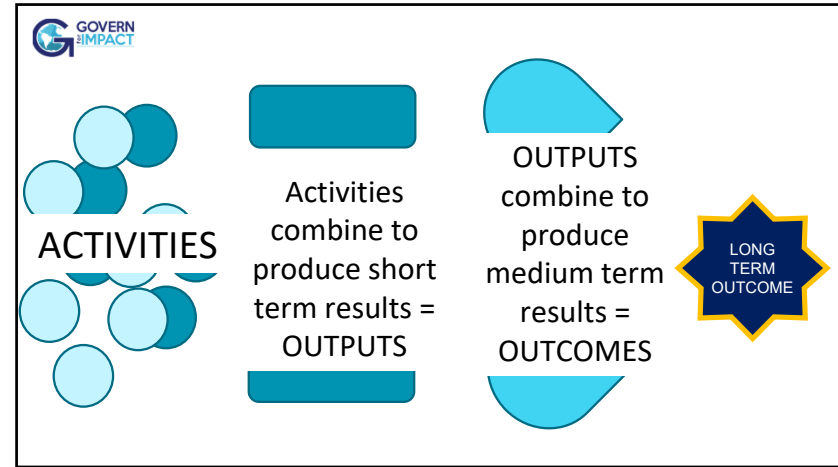 GOVERN
for IMPACT
ACTIVITIES
Activities
combine to
produce short
term results =
OUTPUTS
OUTPUTS
combine to
produce
medium term
results =
OUTCOMES
LONG
TERM
OUTCOME